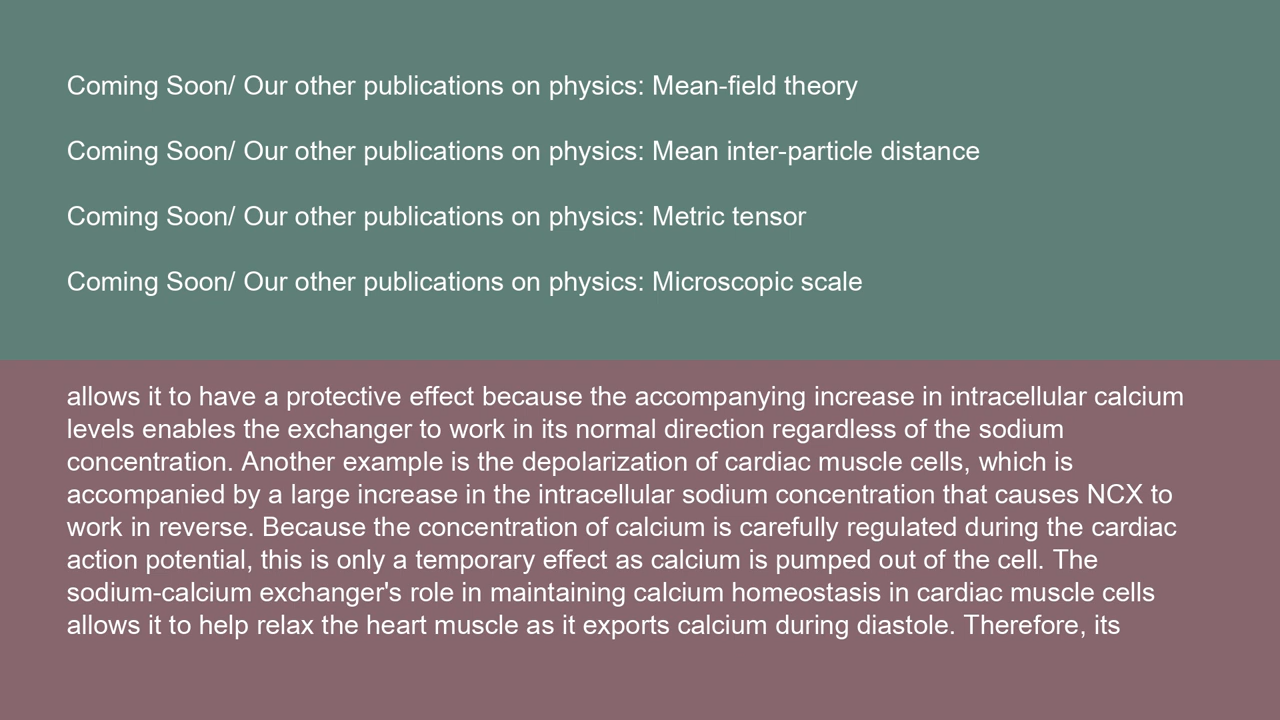 Coming Soon/ Our other publications on physics: Mean-field theory
Coming Soon/ Our other publications on physics: Mean inter-particle distance
Coming Soon/ Our other publications on physics: Metric tensor
Coming Soon/ Our other publications on physics: Microscopic scale
allows it to have a protective effect because the accompanying increase in intracellular calcium
levels enables the exchanger to work in its normal direction regardless of the sodium
concentration. Another example is the depolarization of cardiac muscle cells, which is
accompanied by a large increase in the intracellular sodium concentration that causes NCX to
work in reverse. Because the concentration of calcium is carefully regulated during the cardiac
action potential, this is only a temporary effect as calcium is pumped out of the cell. The
sodium-calcium exchanger's role in maintaining calcium homeostasis in cardiac muscle cells
allows it to help relax the heart muscle as it exports calcium during diastole. Therefore, its